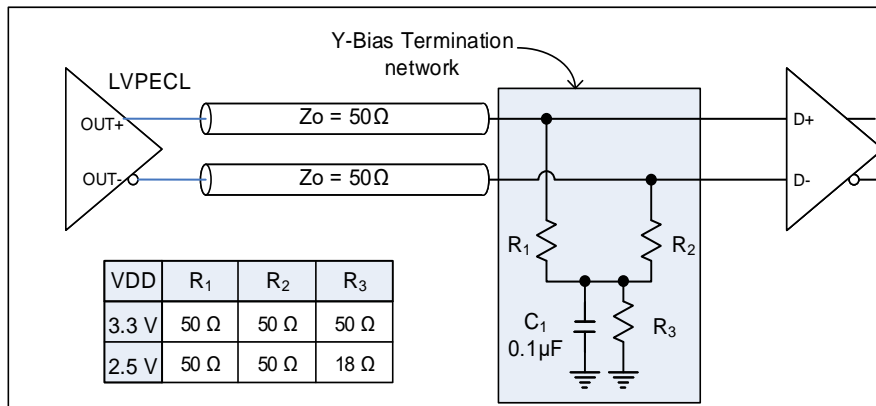 Y-Bias Termination
network
LVPECL
OUT+
Zo = 50Ω
D+
OUT-
Zo = 50Ω
D-
R₁
R₂
VDD R₁ R₂ R₃
3.3 V 50 Ω 50 Ω 50 Ω
2.5 V 50 Ω 50 Ω 18 Ω
C₁
0.1µF
R₃